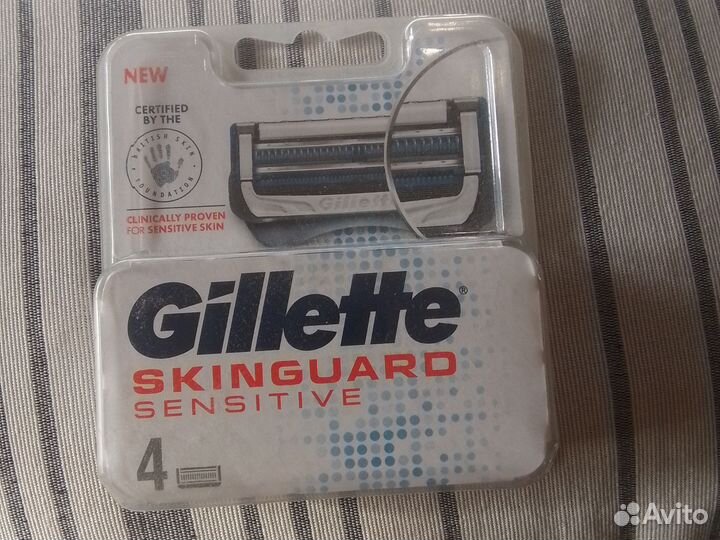 NEW
CERTIFIED
BY THE
BRITISH SKIN
FOUNDATION
CLINICALLY PROVEN
FOR SENSITIVE SKIN
Gillette
Gillette®
SKINGUARD
SENSITIVE
4
Avito